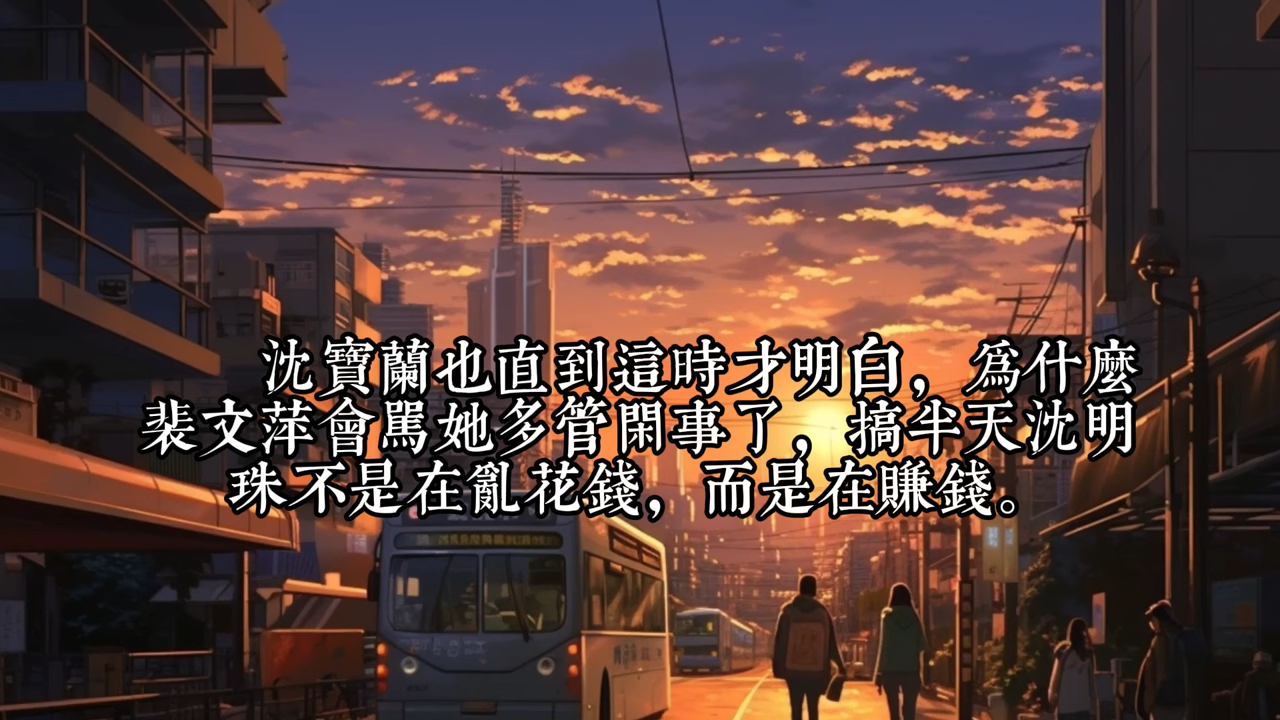 沈寶蘭也直到這時才明白，爲什麼
裴文萍會罵她多管閑事了，搞半天沈明
珠不是在亂花錢，而是在賺錢。